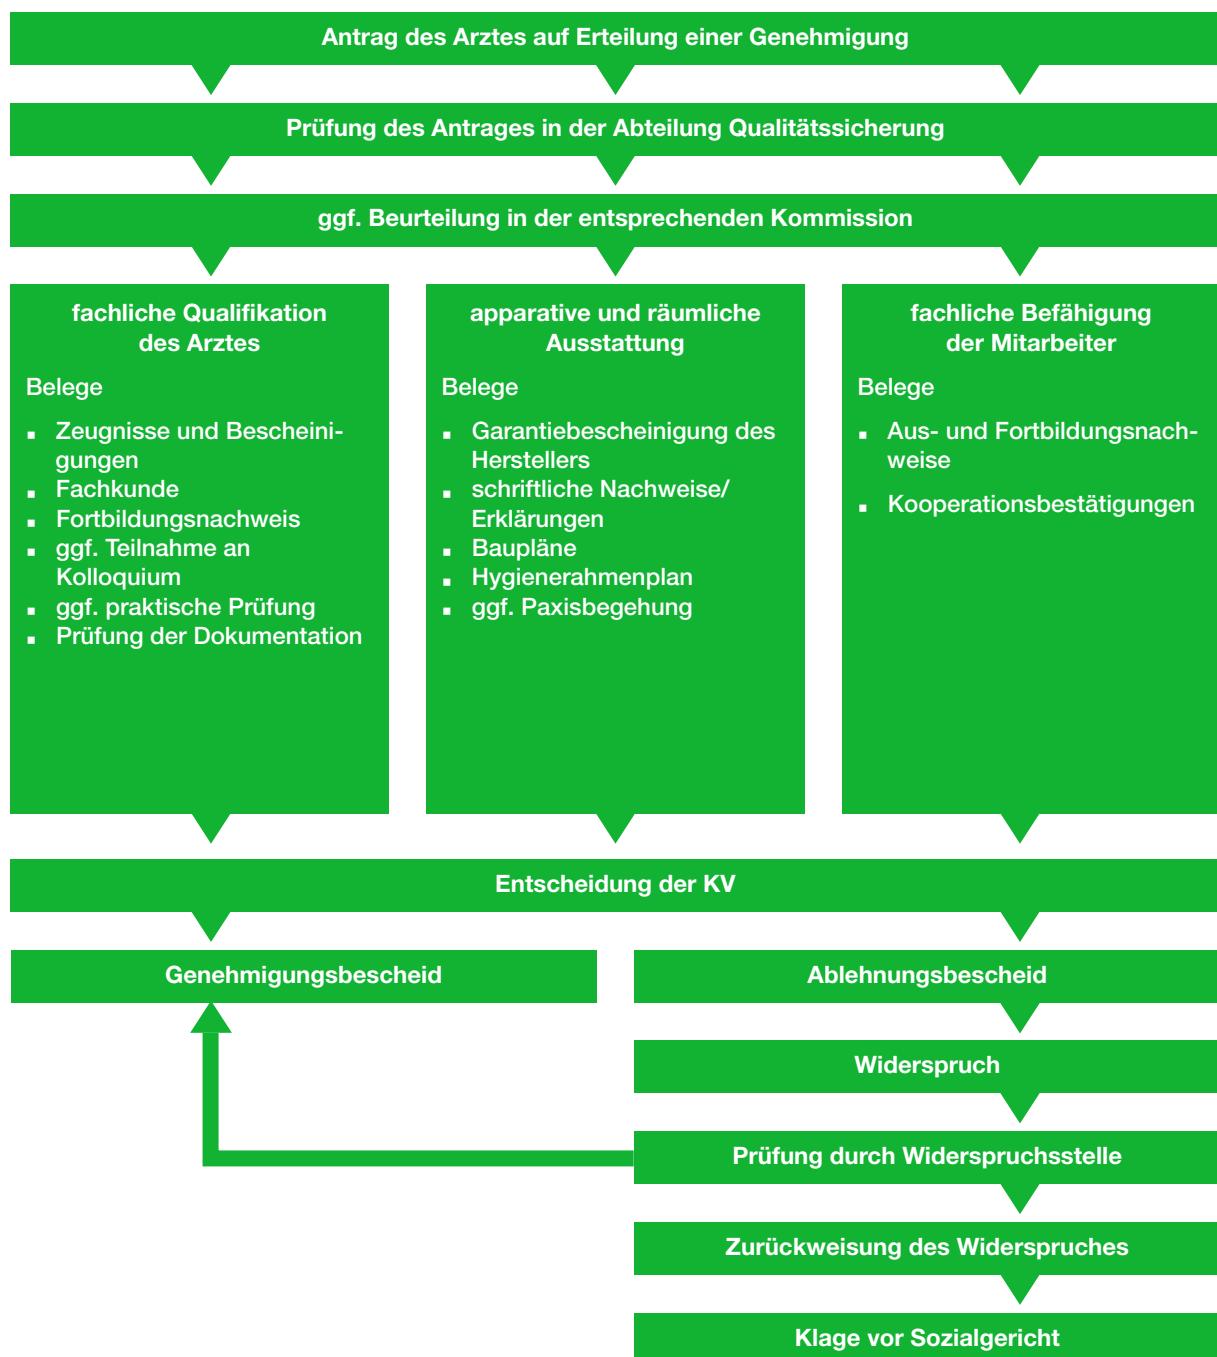 Antrag des Arztes auf Erteilung einer Genehmigung
Prüfung des Antrages in der Abteilung Qualitätssicherung
ggf. Beurteilung in der entsprechenden Kommission
fachliche Qualifikation
des Arztes
Belege
▪ Zeugnisse und Bescheini-
gungen
▪ Fachkunde
▪ Fortbildungsnachweis
▪ ggf. Teilnahme an
Kolloquium
▪ ggf. praktische Prüfung
▪ Prüfung der Dokumentation
apparative und räumliche
Ausstattung
Belege
▪ Garantiebescheinigung des
Herstellers
▪ schriftliche Nachweise/
Erklärungen
▪ Baupläne
▪ Hygienerahmenplan
▪ ggf. Paxisbegehung
fachliche Befähigung
der Mitarbeiter
Belege
▪ Aus- und Fortbildungsnach-
weise
▪ Kooperationsbestätigungen
Entscheidung der KV
Genehmigungsbescheid
Ablehnungsbescheid
Widerspruch
Prüfung durch Widerspruchsstelle
Zurückweisung des Widerspruches
Klage vor Sozialgericht